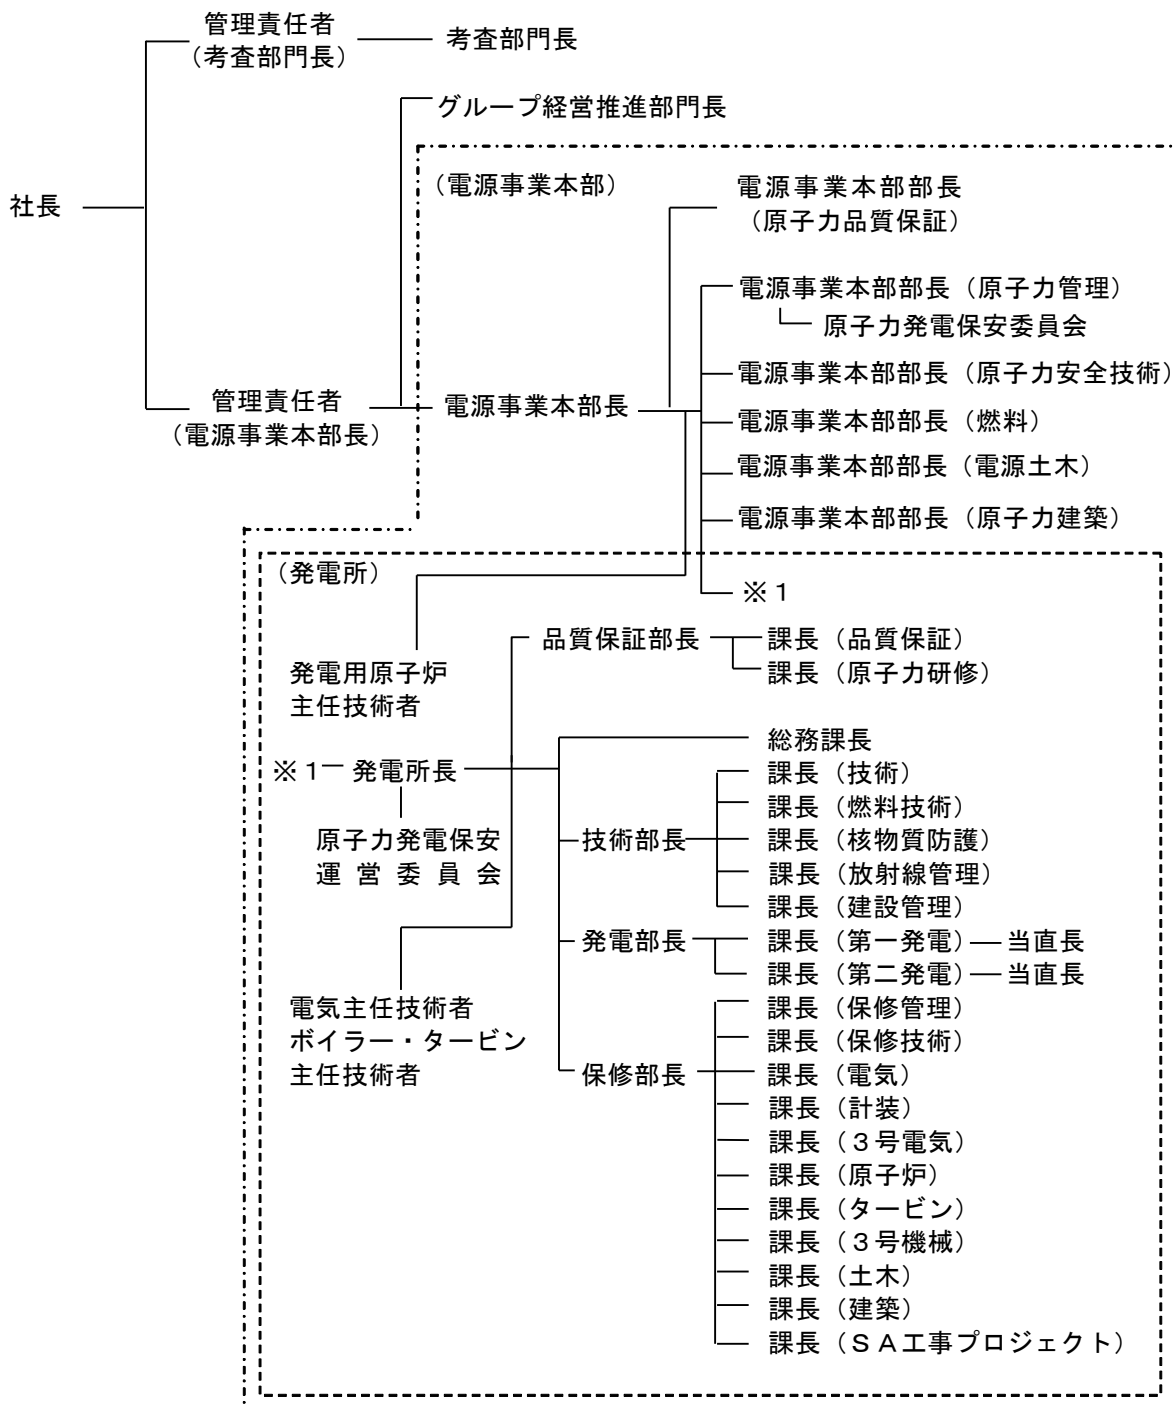 管理責任者
（考査部門長）
考査部門長
グループ経営推進部門長
社長
（電源事業本部）
電源事業本部部長
（原子力品質保証）
電源事業本部部長（原子力管理）
原子力発電保安委員会
電源事業本部部長（原子力安全技術）
管理責任者
（電源事業本部長）
電源事業本部長
電源事業本部部長（燃料）
電源事業本部部長（電源土木）
電源事業本部部長（原子力建築）
※１
（発電所）
発電用原子炉
主任技術者
品質保証部長
課長（品質保証）
課長（原子力研修）
※１
発電所長
原子力発電保安
運営委員会
電気主任技術者
ボイラー・タービン
主任技術者
総務課長
技術部長
課長（技術）
課長（燃料技術）
課長（核物質防護）
課長（放射線管理）
課長（建設管理）
発電部長
課長（第一発電）
当直長
課長（第二発電）
当直長
保修部長
課長（保修管理）
課長（保修技術）
課長（電気）
課長（計装）
課長（３号電気）
課長（原子炉）
課長（タービン）
課長（３号機械）
課長（土木）
課長（建築）
課長（ＳＡ工事プロジェクト）